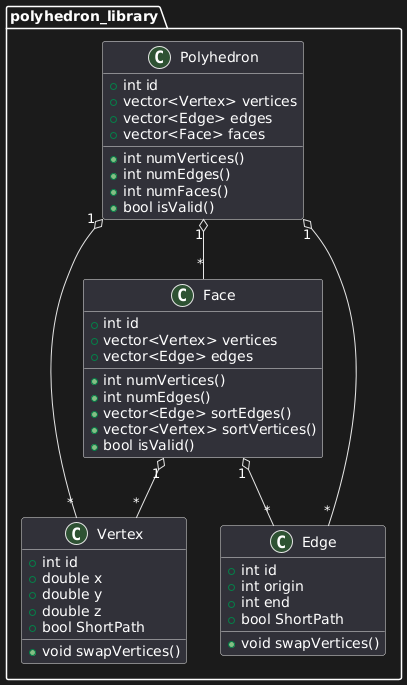 polyhedron_library
C Polyhedron
int id
vector<Vertex> vertices
vector<Edge> edges
vector<Face> faces
int numVertices()
int numEdges()
int numFaces()
bool isValid()
1 1 1
*
C Face
int id
vector<Vertex> vertices
vector<Edge> edges
int numVertices()
int numEdges()
vector<Edge> sortEdges()
vector<Vertex> sortVertices()
bool isValid()
1 1
* * * *
C Vertex
int id
double x
double y
double z
bool ShortPath
void swapVertices()
C Edge
int id
int origin
int end
bool ShortPath
void swapVertices()